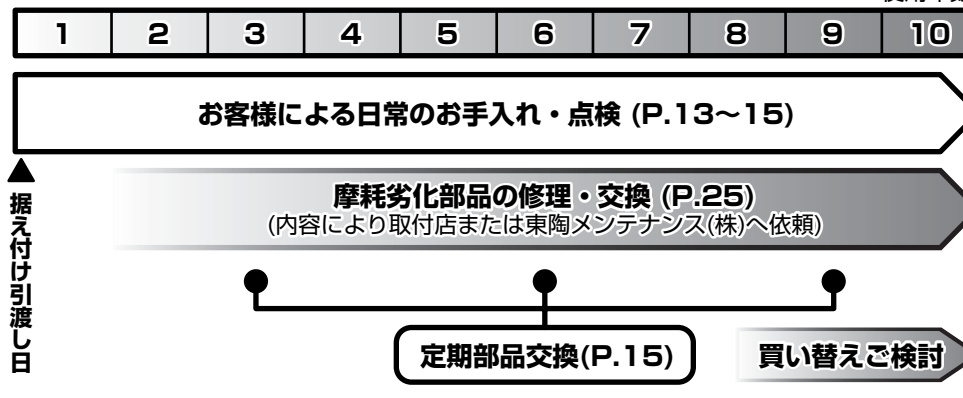 1 2 3 4 5 6 7 8 9 10
お客様による日常のお手入れ・点検 (P.13〜15)
摩耗劣化部品の修理・交換 (P.25)
(内容により取付店または東陶メンテナンス(株)へ依頼)
据え付け引渡し日
定期部品交換(P.15)
買い替えご検討